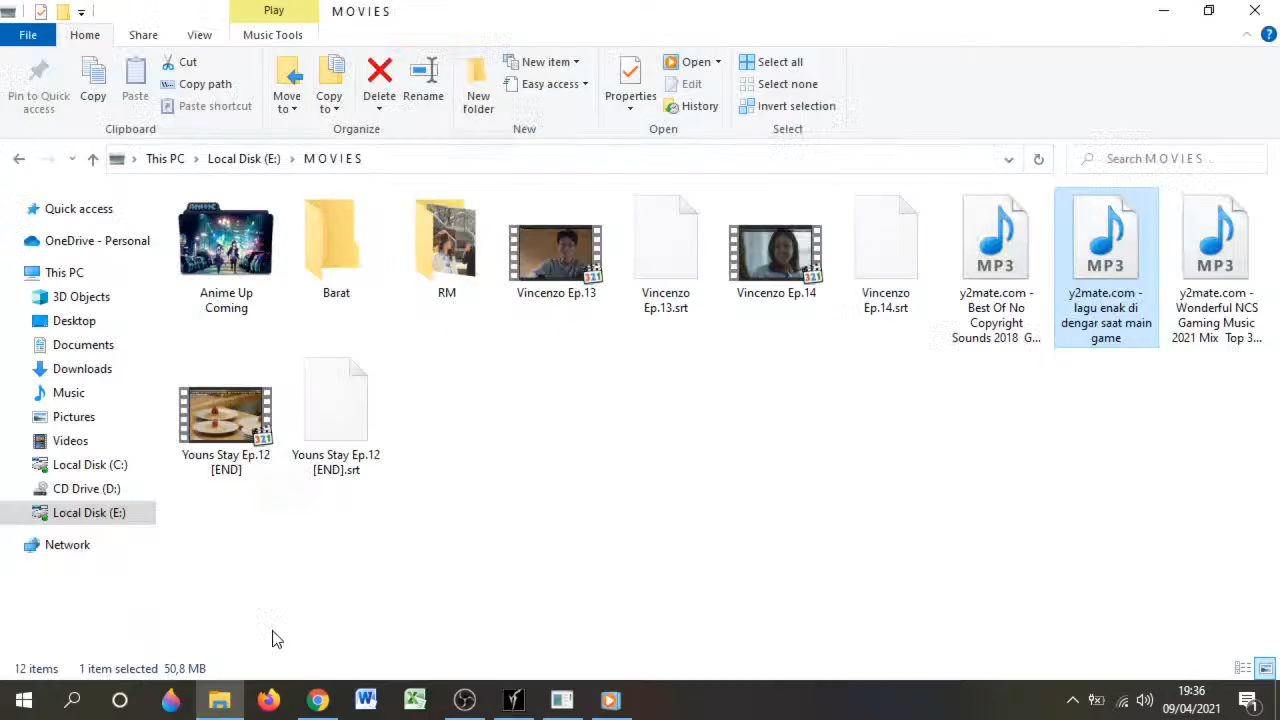 Play
M O V I E S
File
Home
Share
View
Music Tools
Pin to Quick access
Copy
Paste
Cut
Copy path
Paste shortcut
Clipboard
Move to
Copy to
Delete
Rename
Organize
New folder
New item
Easy access
New
Properties
Open
Edit
History
Open
Select all
Select none
Invert selection
Select
This PC
Local Disk (E:)
M O V I E S
Search M O V I E S
Quick access
OneDrive - Personal
This PC
3D Objects
Desktop
Documents
Downloads
Music
Pictures
Videos
Local Disk (C:)
CD Drive (D:)
Local Disk (E:)
Network
Anime Up
Coming
Barat
RM
Vincenzo Ep.13
Vincenzo
Ep.13.srt
Vincenzo Ep.14
Vincenzo
Ep.14.srt
MP3
y2mate.com -
Best Of No
Copyright
Sounds 2018 G...
MP3
y2mate.com -
lagu enak di
dengar saat main
game
MP3
y2mate.com -
Wonderful NCS
Gaming Music
2021 Mix Top 3...
321
321
321
Youns Stay Ep.12
[END]
Youns Stay Ep.12
[END].srt
12 items
1 item selected 50,8 MB
19:36
09/04/2021
1